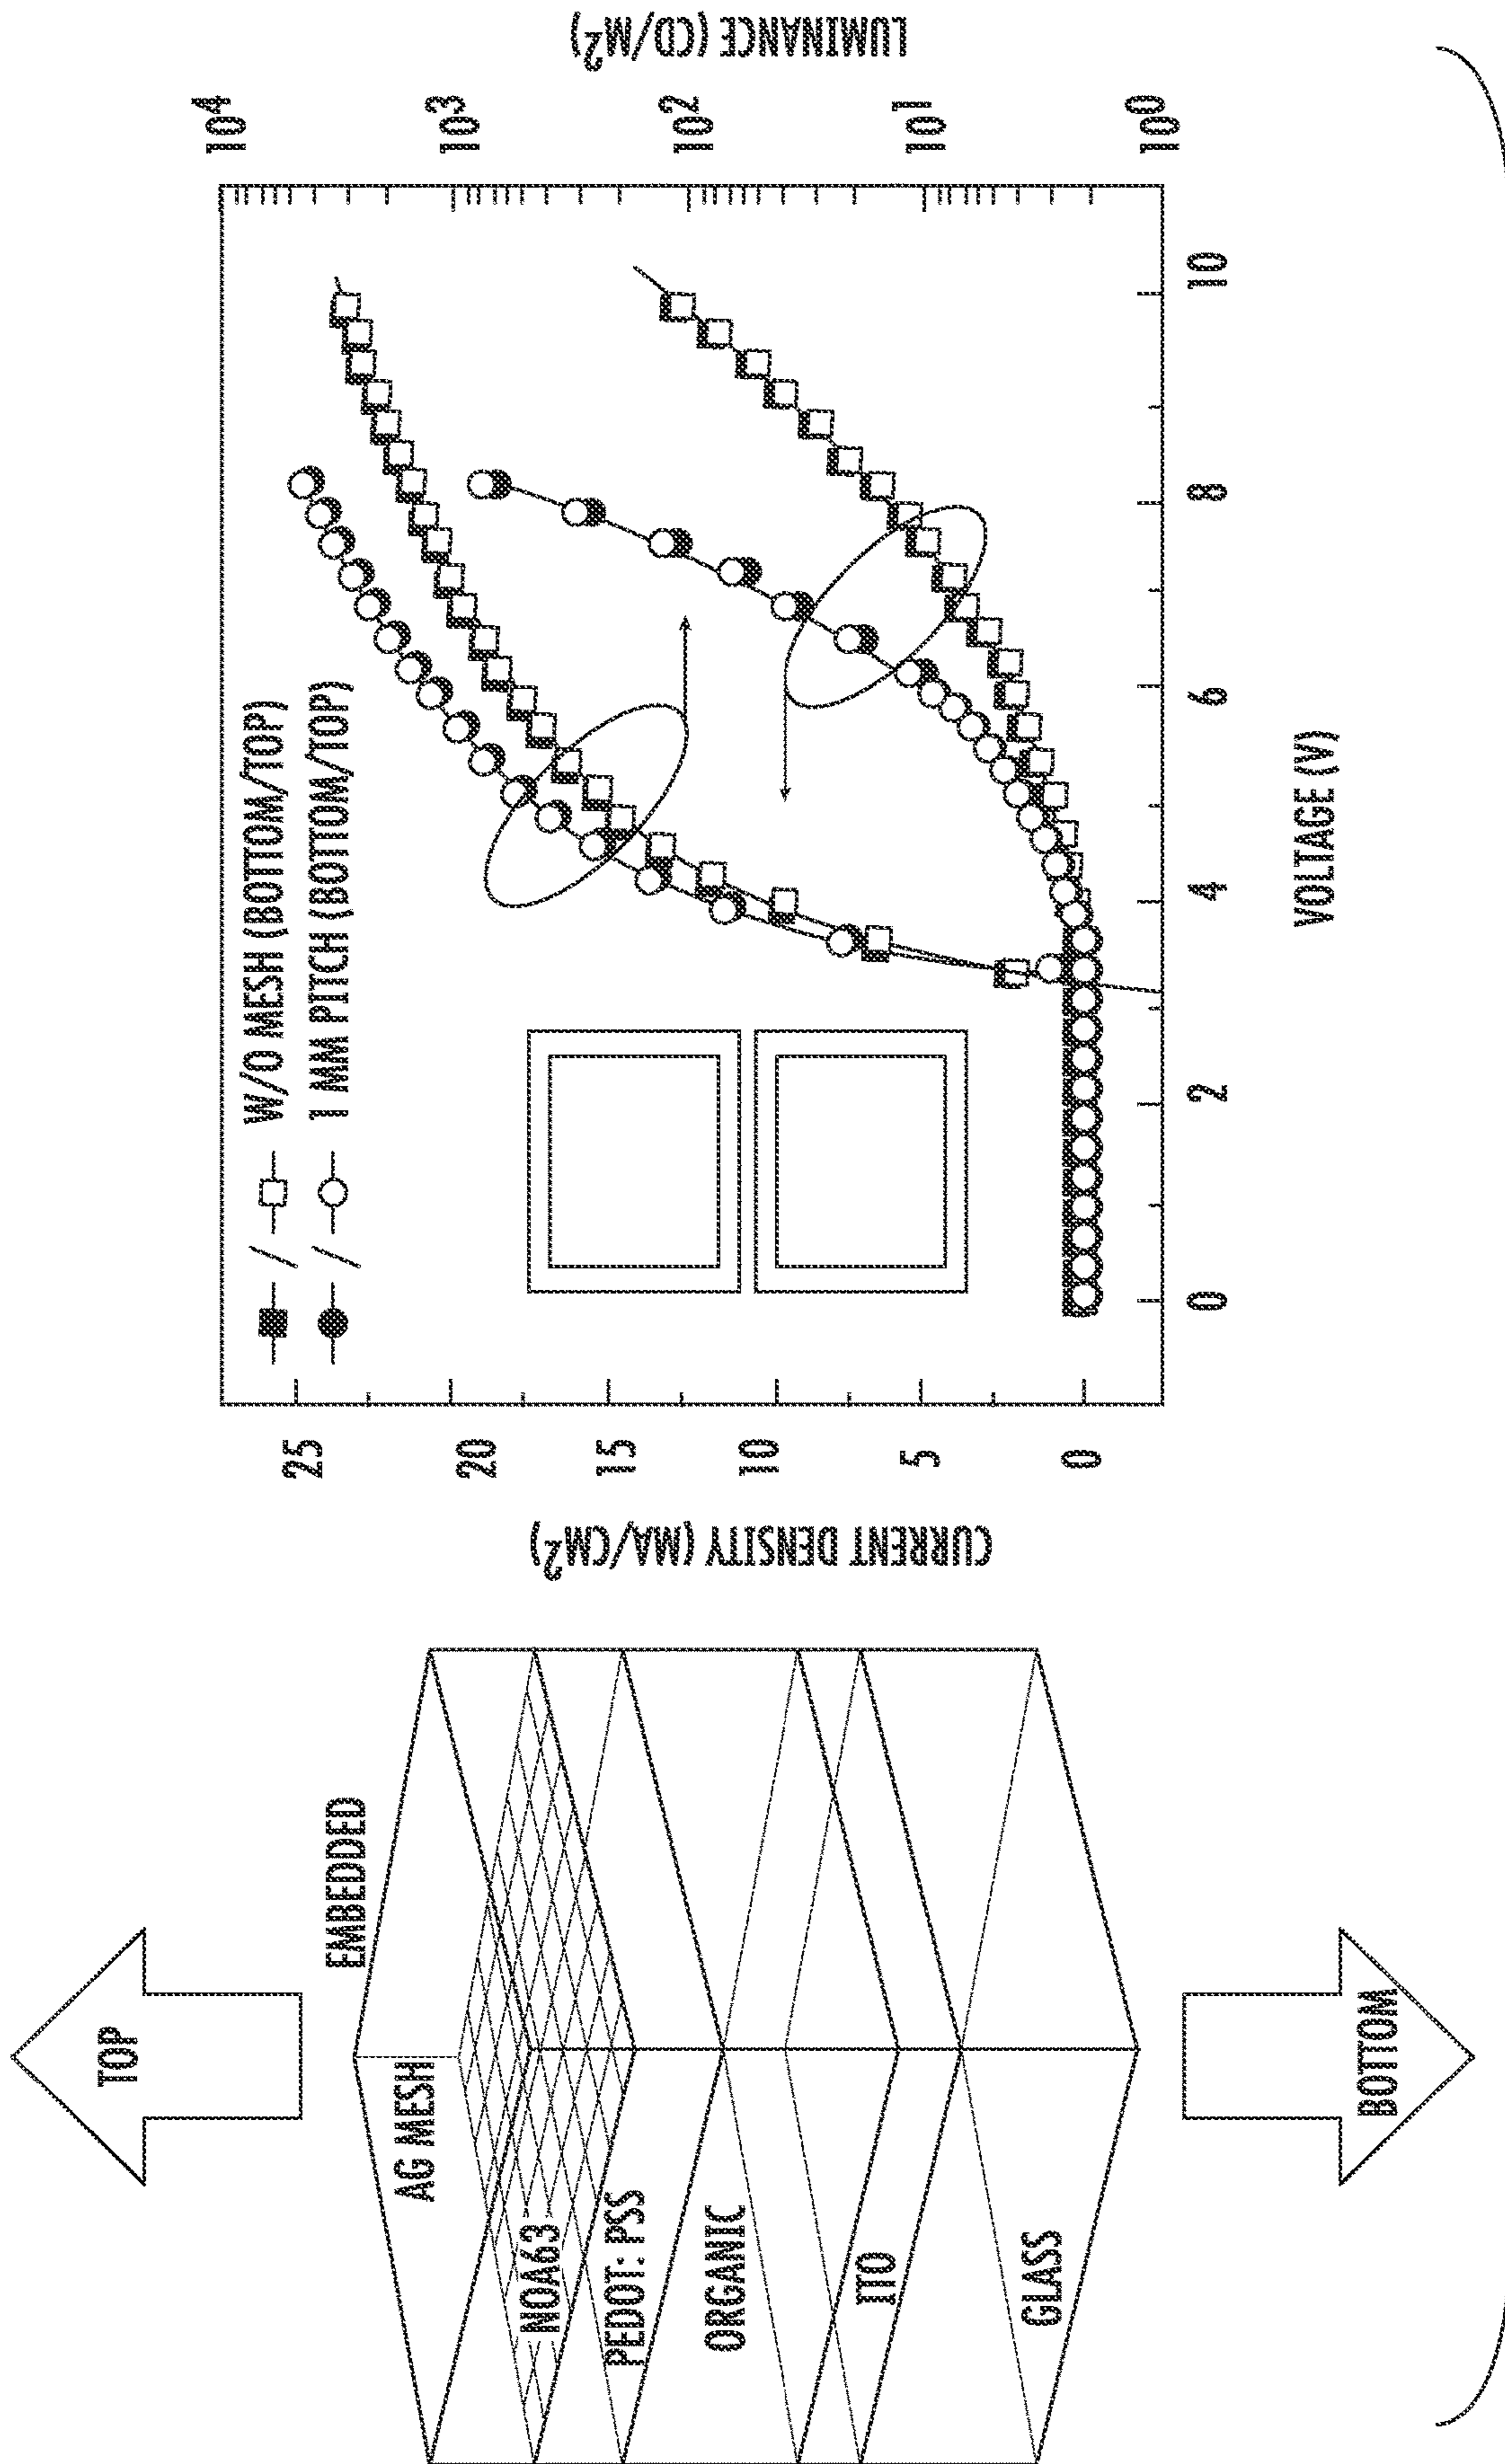 TOP
EMBEDDED
AG MESH
NOA63
PEDOT: PSS
ORGANIC
ITO
GLASS
BOTTOM
CURRENT DENSITY (MA/CM²)
25
20
15
10
5
0
W/O MESH (BOTTOM/TOP)
1 MM PITCH (BOTTOM/TOP)
/
/
0
2
4
6
8
10
VOLTAGE (V)
10⁴
10³
10²
10¹
10⁰
LUMINANCE (CD/M²)